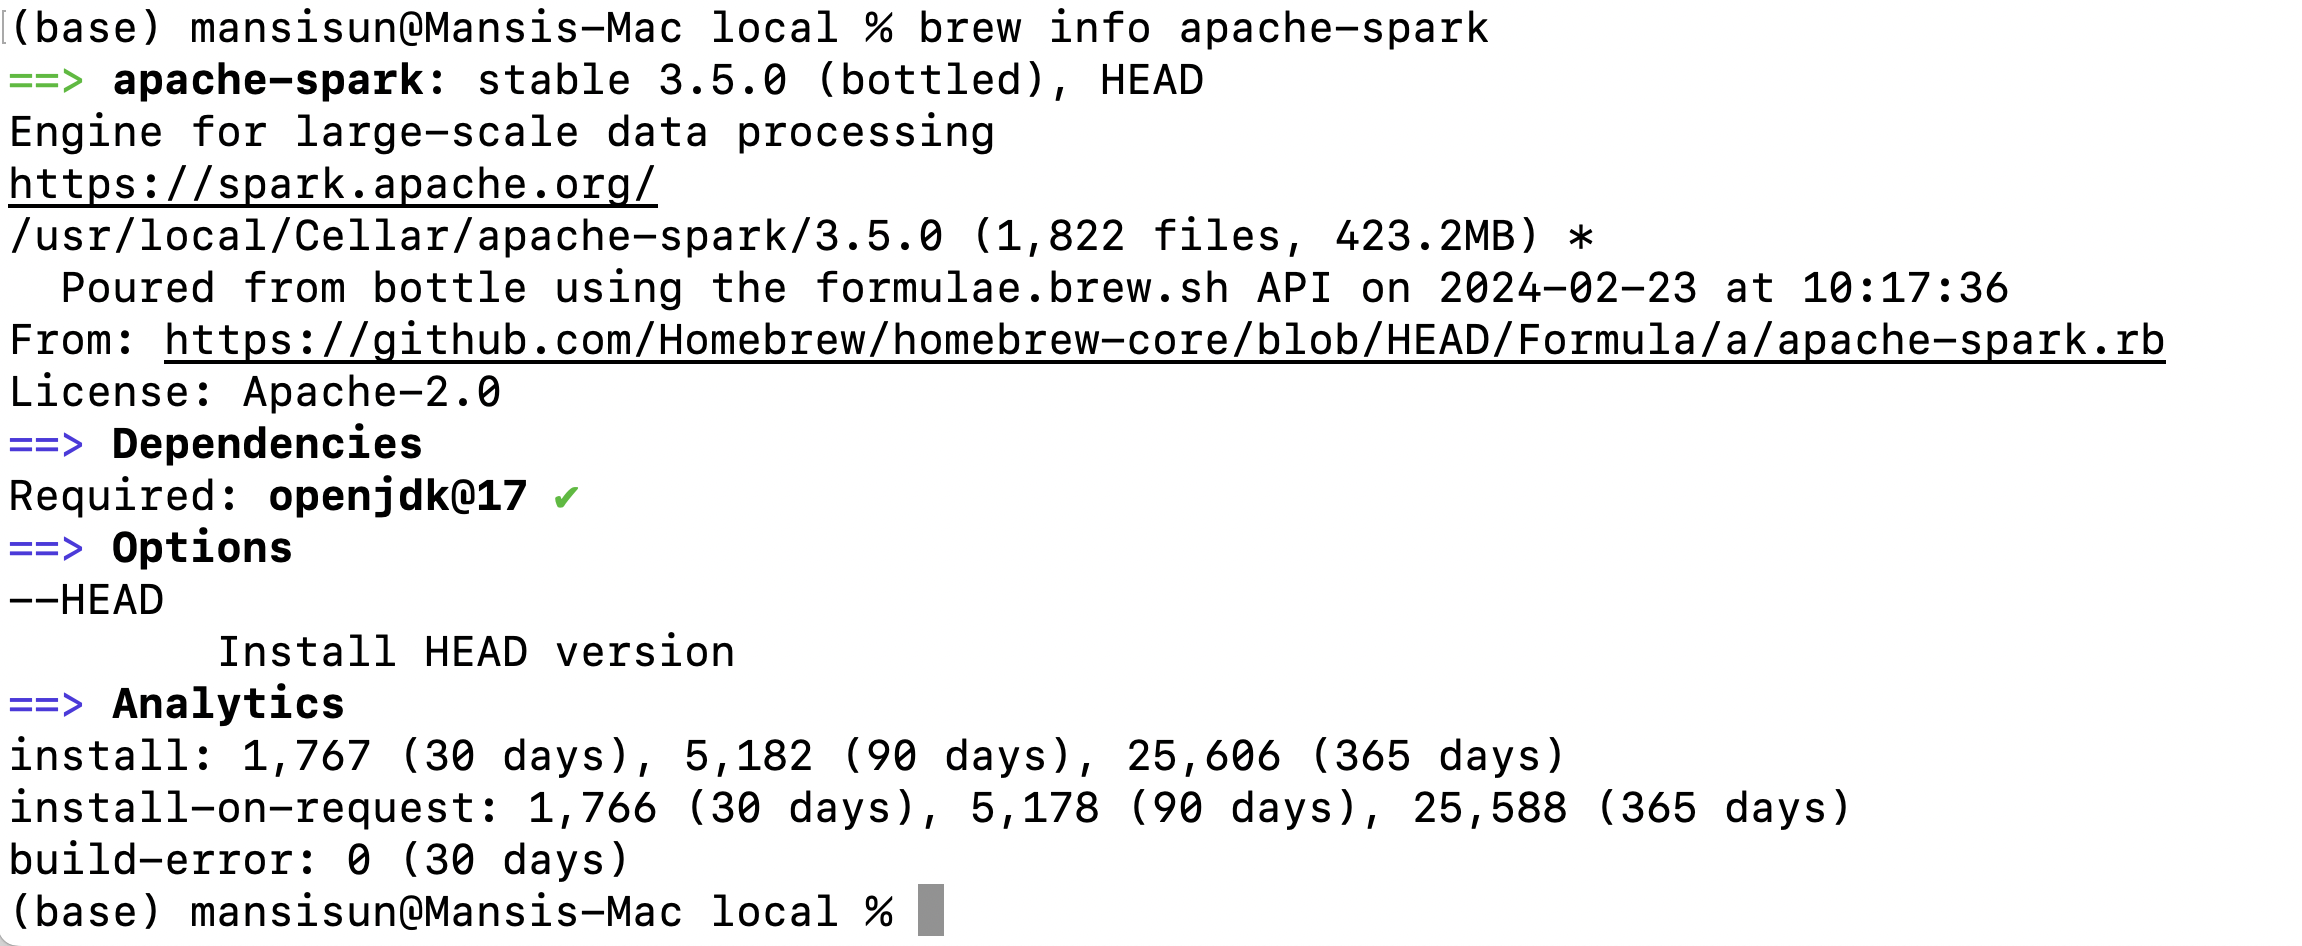 (base) mansisun@Mansis-Mac local % brew info apache-spark
==> apache-spark: stable 3.5.0 (bottled), HEAD
Engine for large-scale data processing
https://spark.apache.org/
/usr/local/Cellar/apache-spark/3.5.0 (1,822 files, 423.2MB) *
  Poured from bottle using the formulae.brew.sh API on 2024-02-23 at 10:17:36
From: https://github.com/Homebrew/homebrew-core/blob/HEAD/Formula/a/apache-spark.rb
License: Apache-2.0
==> Dependencies
Required: openjdk@17 ✔
==> Options
--HEAD
        Install HEAD version
==> Analytics
install: 1,767 (30 days), 5,182 (90 days), 25,606 (365 days)
install-on-request: 1,766 (30 days), 5,178 (90 days), 25,588 (365 days)
build-error: 0 (30 days)
(base) mansisun@Mansis-Mac local %